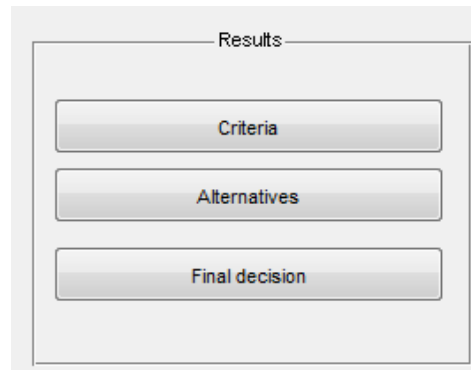 Results
Criteria
Alternatives
Final decision